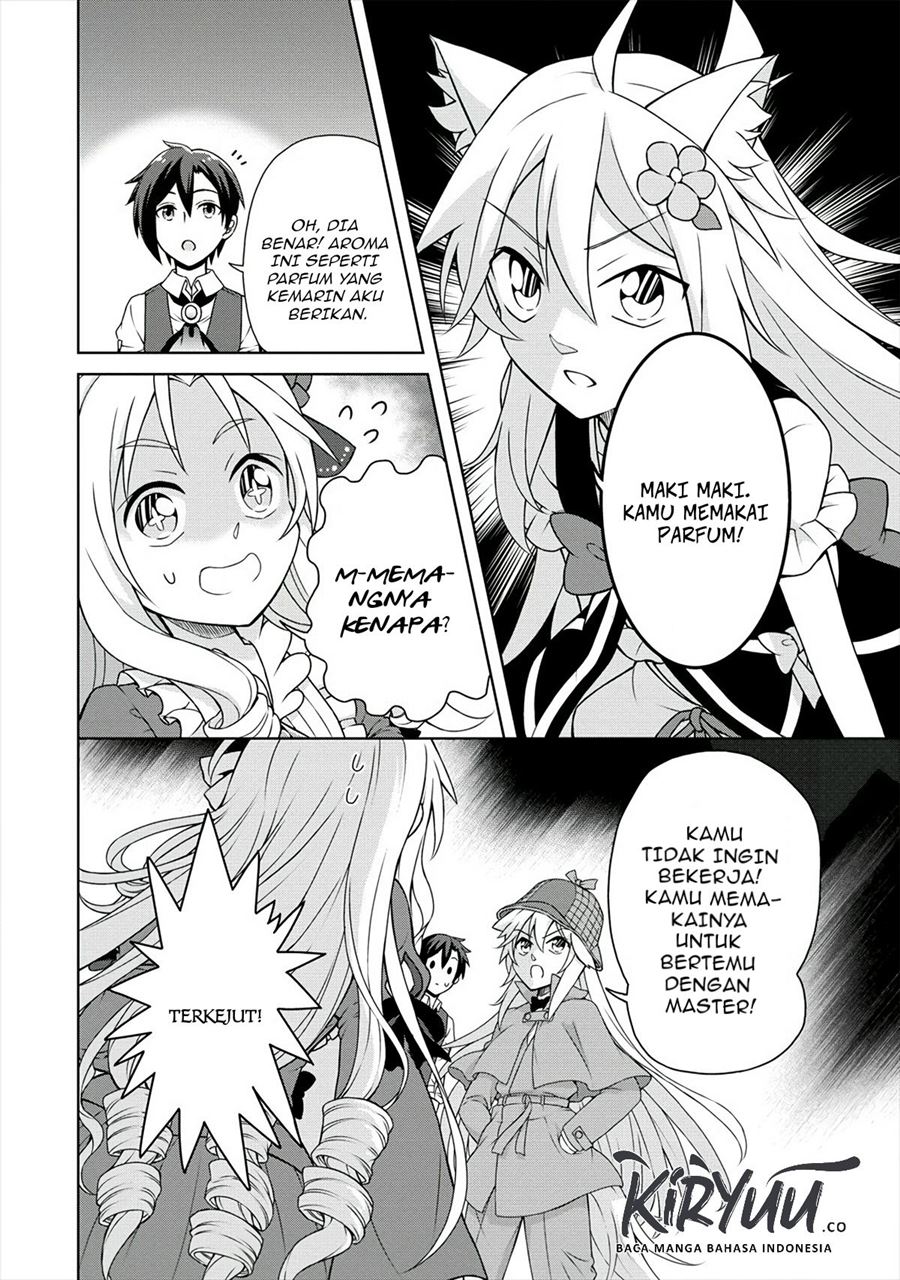 MAKI MAKI.
KAMU MEMAKAI
PARFUM!
OH, DIA
BENAR! AROMA
INI SEPERTI
PARFUM YANG
KEMARIN AKU
BERIKAN.
M-MEMA-
NGNYA
KENAPA?
KAMU
TIDAK INGIN
BEKERJA!
KAMU MEMA-
KAINYA
UNTUK
BERTEMU
DENGAN
MASTER!
TERKEJUT!
KIRYUU.CO
BACA MANGA BAHASA INDONESIA